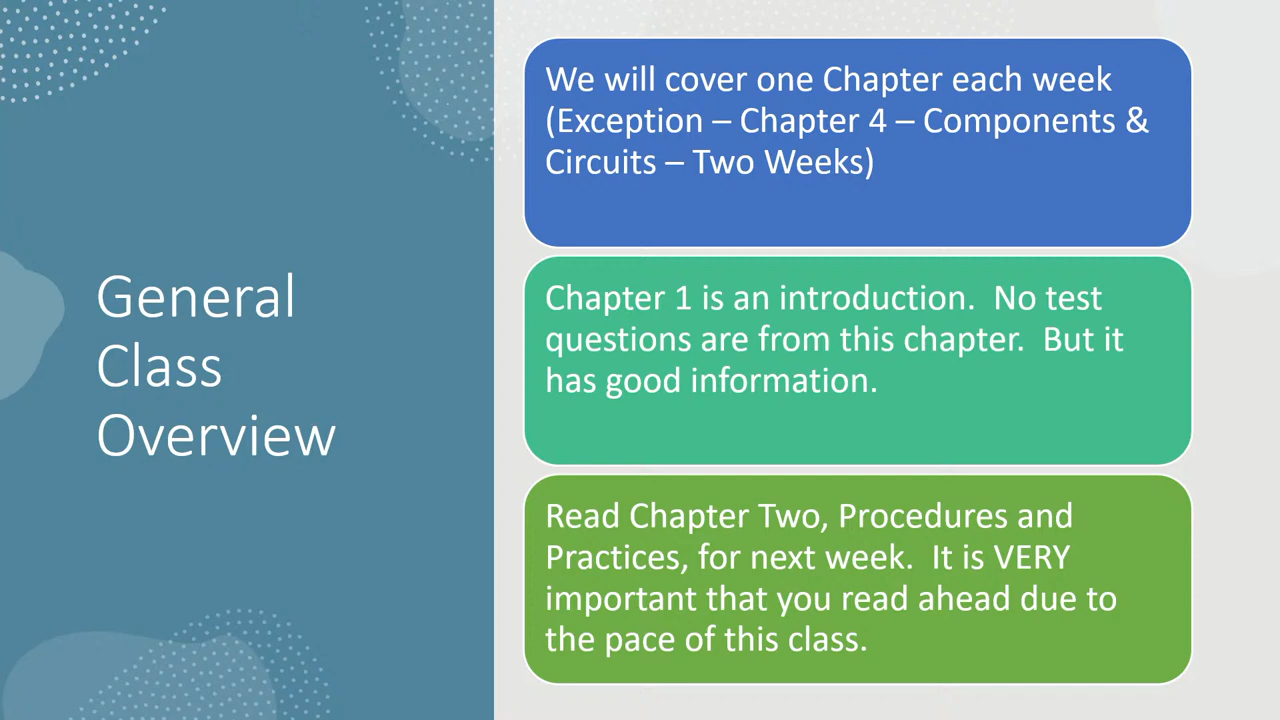 General
Class
Overview
We will cover one Chapter each week
(Exception – Chapter 4 – Components &
Circuits – Two Weeks)
Chapter 1 is an introduction.  No test
questions are from this chapter.  But it
has good information.
Read Chapter Two, Procedures and
Practices, for next week.  It is VERY
important that you read ahead due to
the pace of this class.